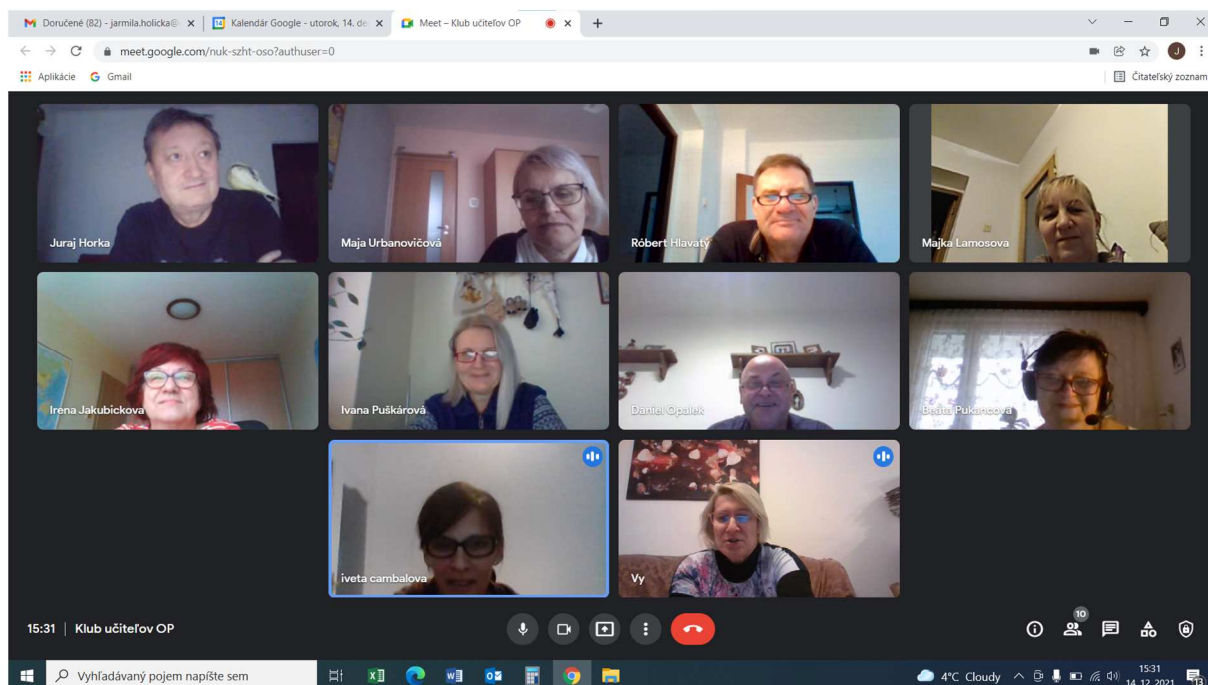 Doručené (82) - jarmila.holicka@
Kalendár Google - utorok, 14. de
Meet – Klub učiteľov OP
meet.google.com/nuk-szht-oso?authuser=0
J
Aplikácie
Gmail
Čitateľský zoznam
Juraj Horka
Maja Urbanovičová
Róbert Hlavatý
Majka Lamosova
Irena Jakubickova
Ivana Puškárová
Daniel Opalek
Beáta Pukancová
iveta cambalova
Vy
15:31 | Klub učiteľov OP
10
Vyhľadávaný pojem napíšte sem
4°C Cloudy
15:31
14. 12. 2021
13